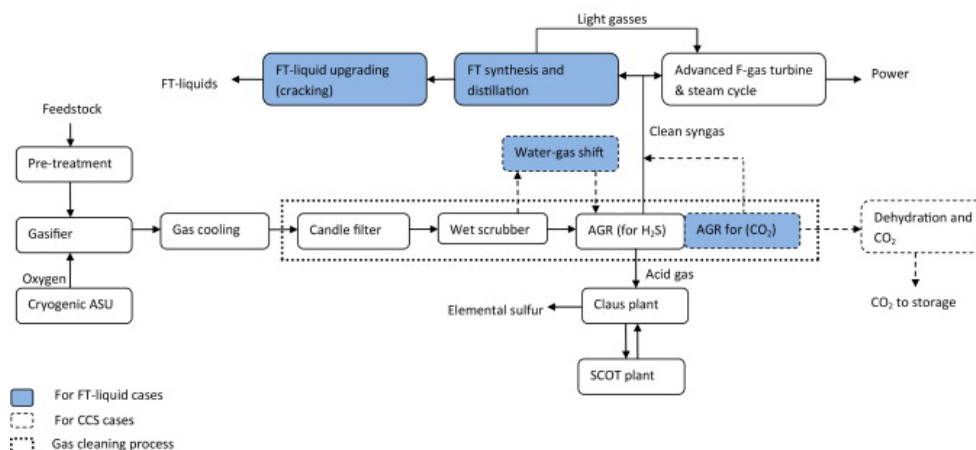 Light gasses
FT-liquids
FT-liquid upgrading
(cracking)
FT synthesis and
distillation
Advanced F-gas turbine
& steam cycle
Power
Feedstock
Clean syngas
Water-gas shift
Pre-treatment
Gasifier
Gas cooling
Candle filter
Wet scrubber
AGR (for H₂S)
AGR for (CO₂)
Dehydration and
CO₂
Oxygen
Cryogenic ASU
Acid gas
Elemental sulfur
Claus plant
CO₂ to storage
SCOT plant
For FT-liquid cases
For CCS cases
Gas cleaning process